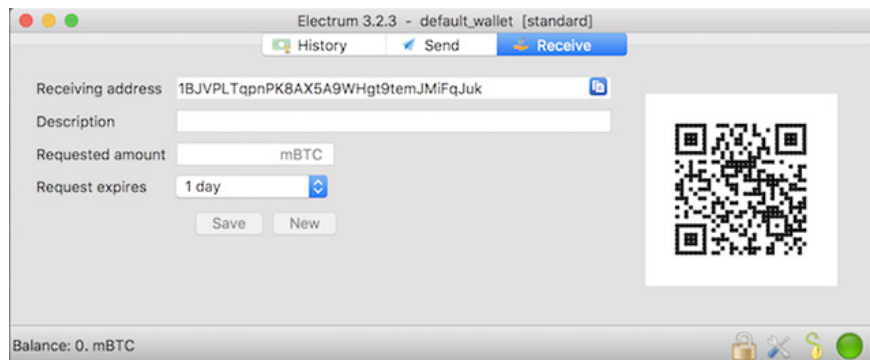 Electrum 3.2.3 - default_wallet [standard]
History Send Receive
Receiving address 1BJVPLTqpnPK8AX5A9WHgt9temJMiFqJuk
Description
Requested amount mBTC
Request expires 1 day
Save New
Balance: 0. mBTC